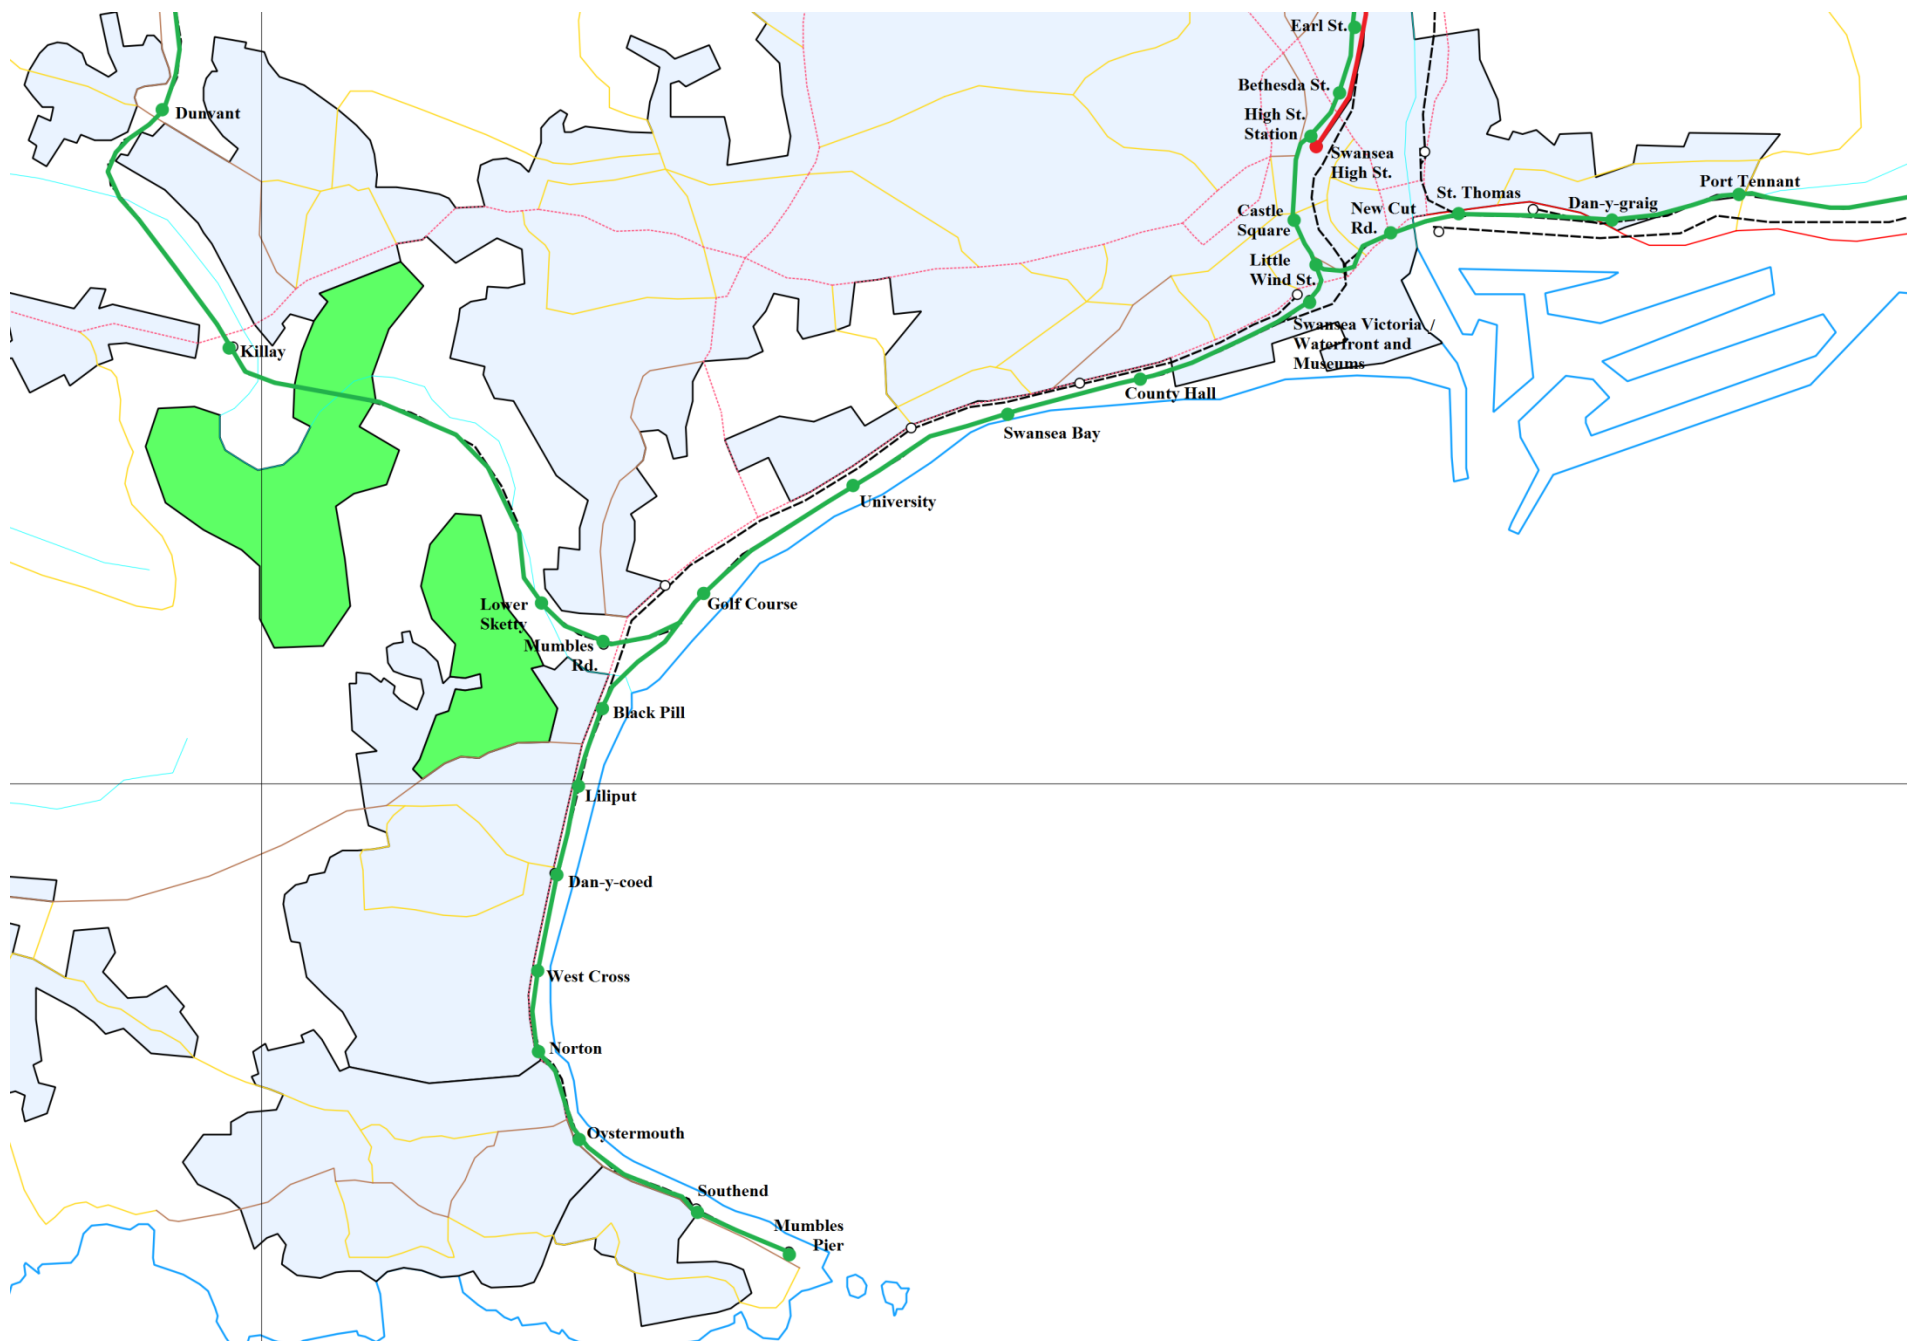 Earl St.
Bethesda St.
High St.
Station
Swansea
High St.
Dunvant
Port Tennant
St. Thomas
Dan-y-graig
New Cut
Rd.
Castle
Square
Little
Wind St.
Swansea Victoria /
Waterfront and
Museums
Killay
County Hall
Swansea Bay
University
Golf Course
Lower
Sketty
Mumbles
Rd.
Black Pill
Liliput
Dan-y-coed
West Cross
Norton
Oystermouth
Southend
Mumbles
Pier